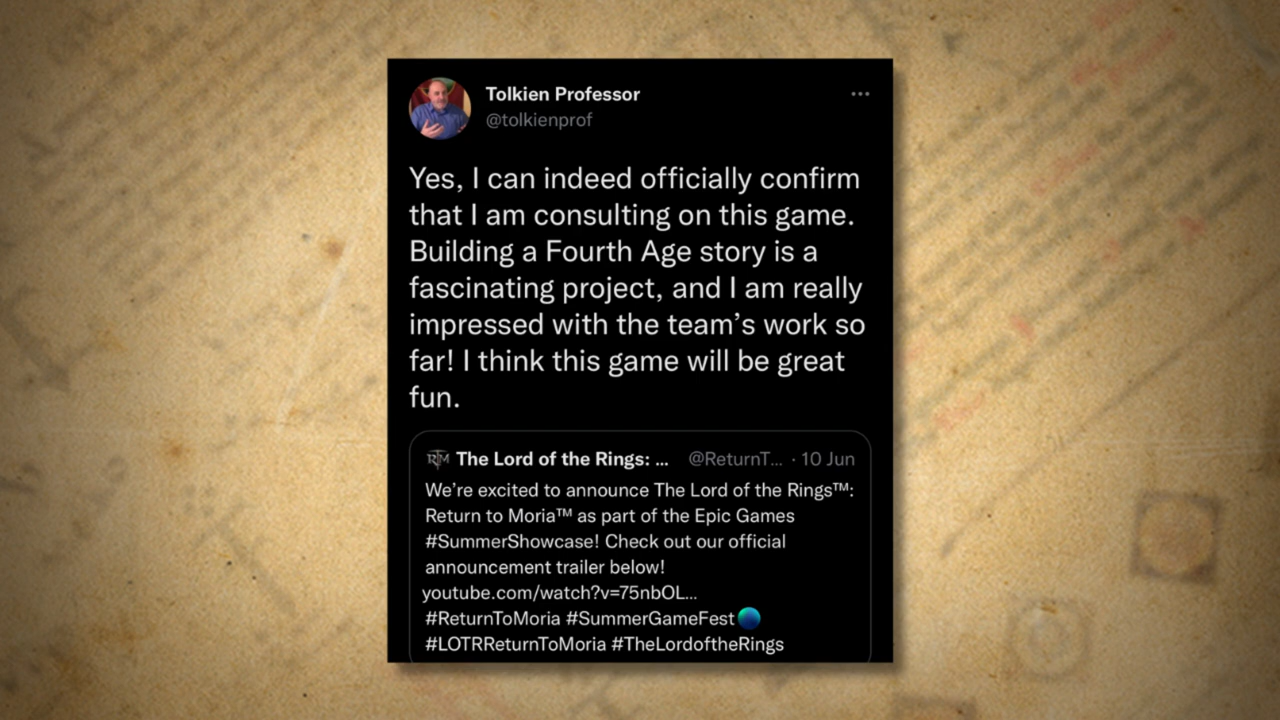 Tolkien Professor
@tolkienprof
Yes, I can indeed officially confirm
that I am consulting on this game.
Building a Fourth Age story is a
fascinating project, and I am really
impressed with the team’s work so
far! I think this game will be great
fun.
The Lord of the Rings: ... @ReturnT... · 10 Jun
We’re excited to announce The Lord of the Rings™:
Return to Moria™ as part of the Epic Games
#SummerShowcase! Check out our official
announcement trailer below!
youtube.com/watch?v=75nbOL...
#ReturnToMoria #SummerGameFest
#LOTRReturnToMoria #TheLordoftheRings